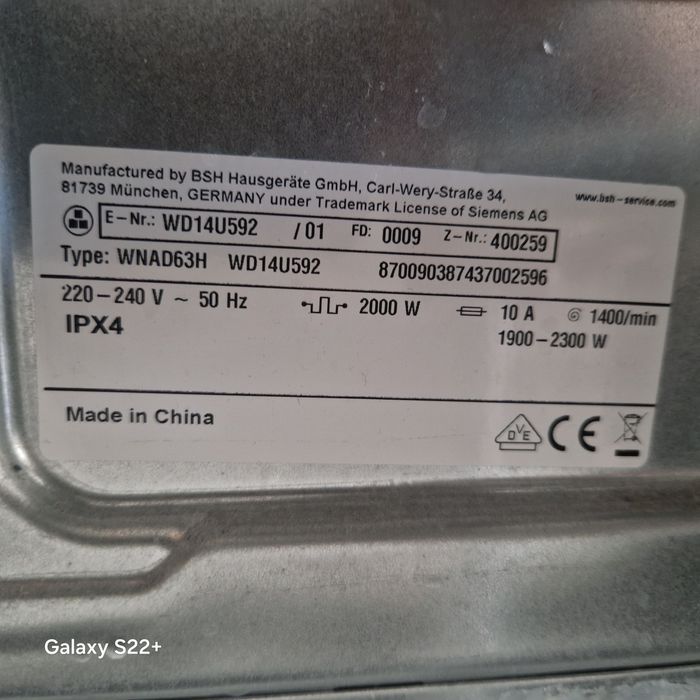 Manufactured by BSH Hausgeräte GmbH, Carl-Wery-Straße 34,
81739 München, GERMANY under Trademark License of Siemens AG
www.bsh-service.com
E-Nr.: WD14U592 /01 FD: 0009 Z-Nr.: 400259
Type: WNAD63H WD14U592 870090387437002596
220-240 V ~ 50 Hz 2000 W 10 A 1400/min
IPX4 1900-2300 W
Made in China
DVE CE
Galaxy S22+